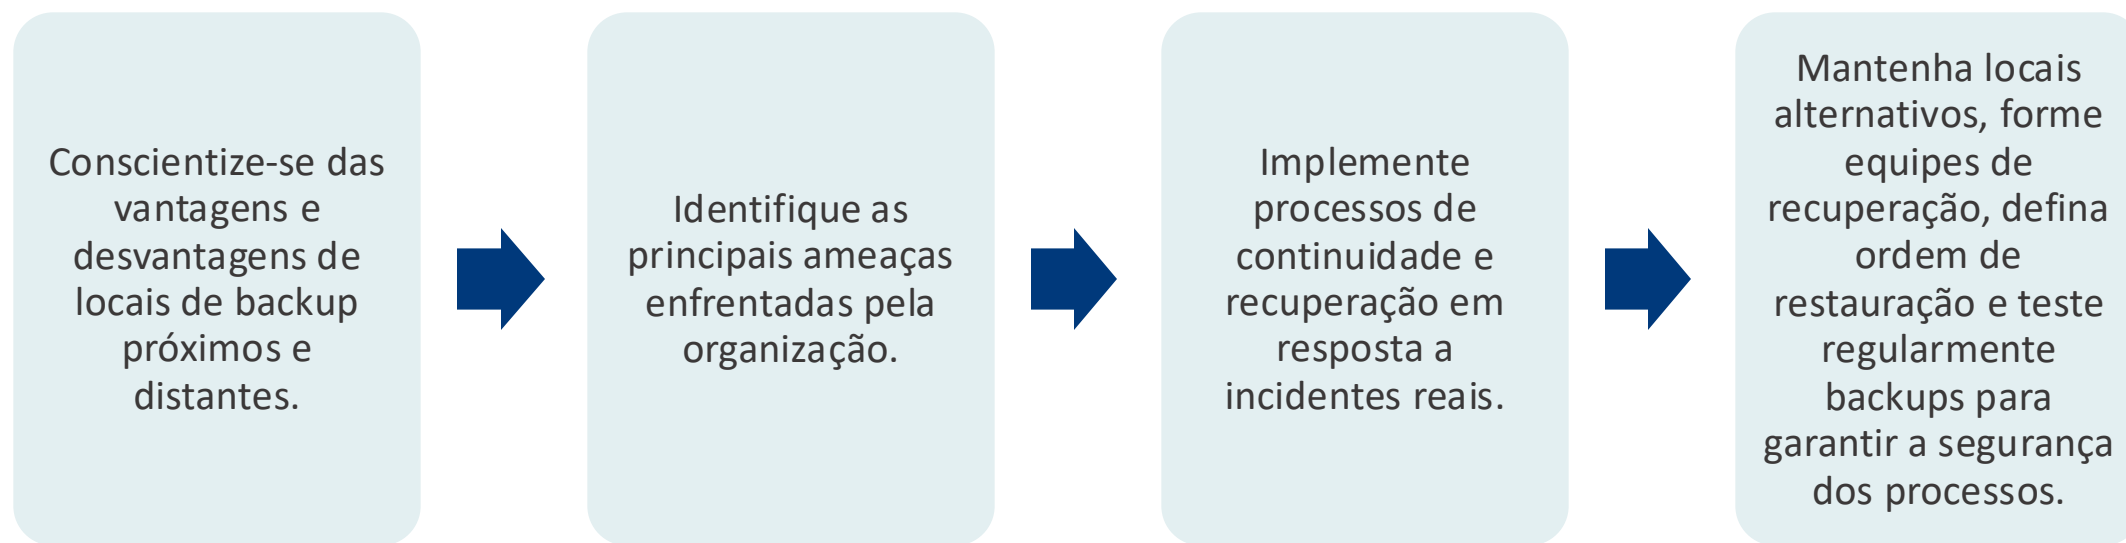 Conscientize-se das
vantagens e
desvantagens de
locais de backup
próximos e
distantes.
Identifique as
principais ameaças
enfrentadas pela
organização.
Implemente
processos de
continuidade e
recuperação em
resposta a
incidentes reais.
Mantenha locais
alternativos, forme
equipes de
recuperação, defina
ordem de
restauração e teste
regularmente
backups para
garantir a segurança
dos processos.